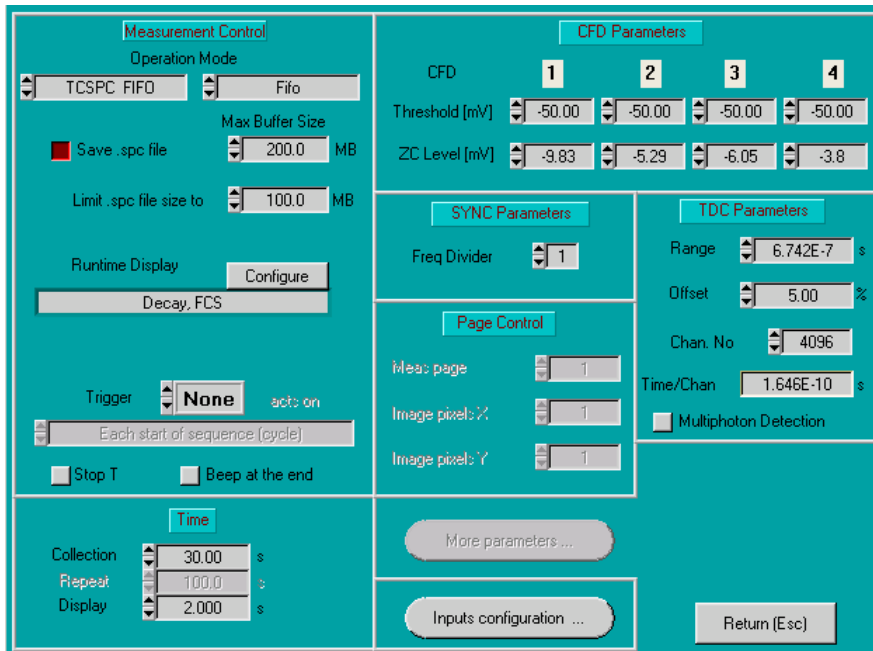 Measurement Control
Operation Mode
TCSPC FIFO Fifo
Max Buffer Size
Save .spc file 200.0 MB
Limit .spc file size to 100.0 MB
Runtime Display Configure
Decay, FCS
Trigger None acts on
Each start of sequence (cycle)
Stop T Beep at the end
Time
Collection 30.00 s
Repeat 100.0 s
Display 2.000 s
CFD Parameters
CFD 1 2 3 4
Threshold [mV] -50.00 -50.00 -50.00 -50.00
ZC Level [mV] -9.83 -5.29 -6.05 -3.8
SYNC Parameters
Freq Divider 1
Page Control
Meas page 1
Image pixels X 1
Image pixels Y 1
More parameters ...
Inputs configuration ...
TDC Parameters
Range 6.742E-7 s
Offset 5.00 %
Chan. No 4096
Time/Chan 1.646E-10 s
Multiphoton Detection
Return (Esc)